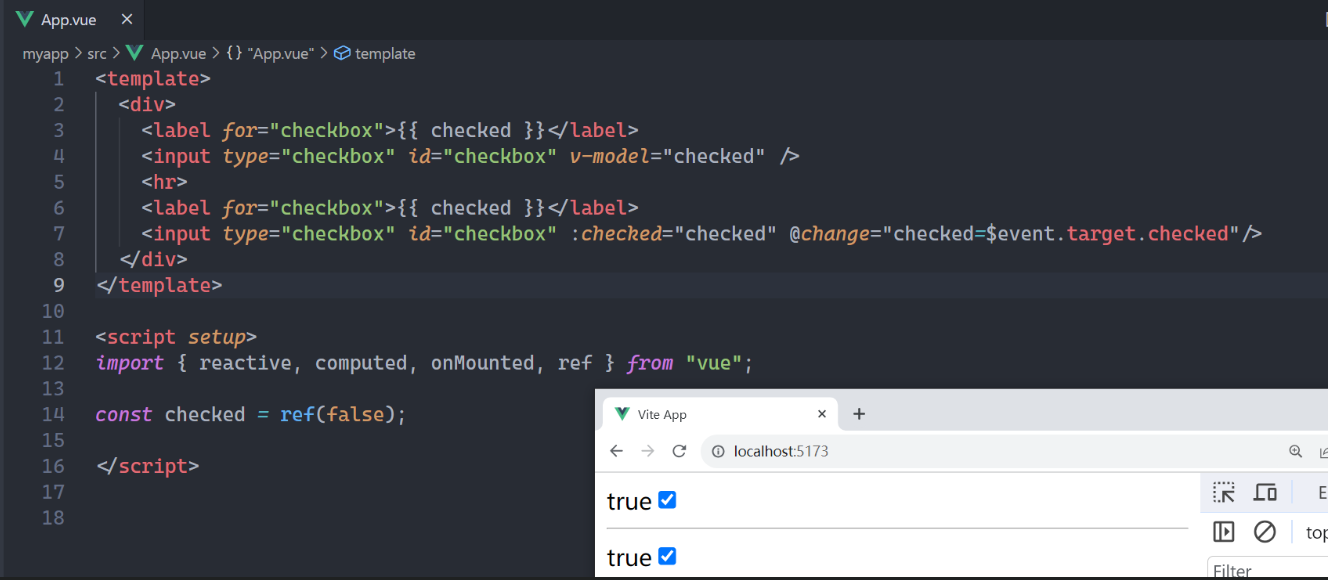 App.vue ×
myapp > src > App.vue > {} "App.vue" > template
1 <template>
2 <div>
3 <label for="checkbox">{{ checked }}</label>
4 <input type="checkbox" id="checkbox" v-model="checked" />
5 <hr>
6 <label for="checkbox">{{ checked }}</label>
7 <input type="checkbox" id="checkbox" :checked="checked" @change="checked=$event.target.checked"/>
8 </div>
9 </template>
10
11 <script setup>
12 import { reactive, computed, onMounted, ref } from "vue";
13
14 const checked = ref(false);
15
16 </script>
17
18
Vite App × +
localhost:5173
true
true
top
Filter